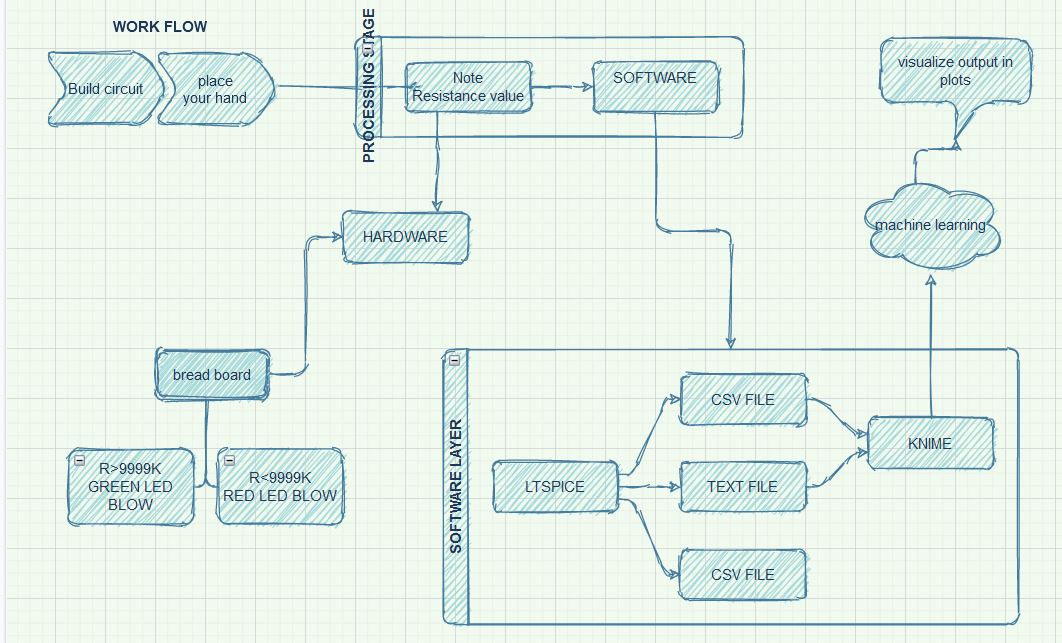 WORK FLOW
Build circuit
place
your hand
PROCESSING STAGE
Note
Resistance value
SOFTWARE
visualize output in
plots
HARDWARE
machine learning
bread board
R>9999K
GREEN LED
BLOW
R<9999K
RED LED BLOW
SOFTWARE LAYER
LTSPICE
CSV FILE
TEXT FILE
CSV FILE
KNIME